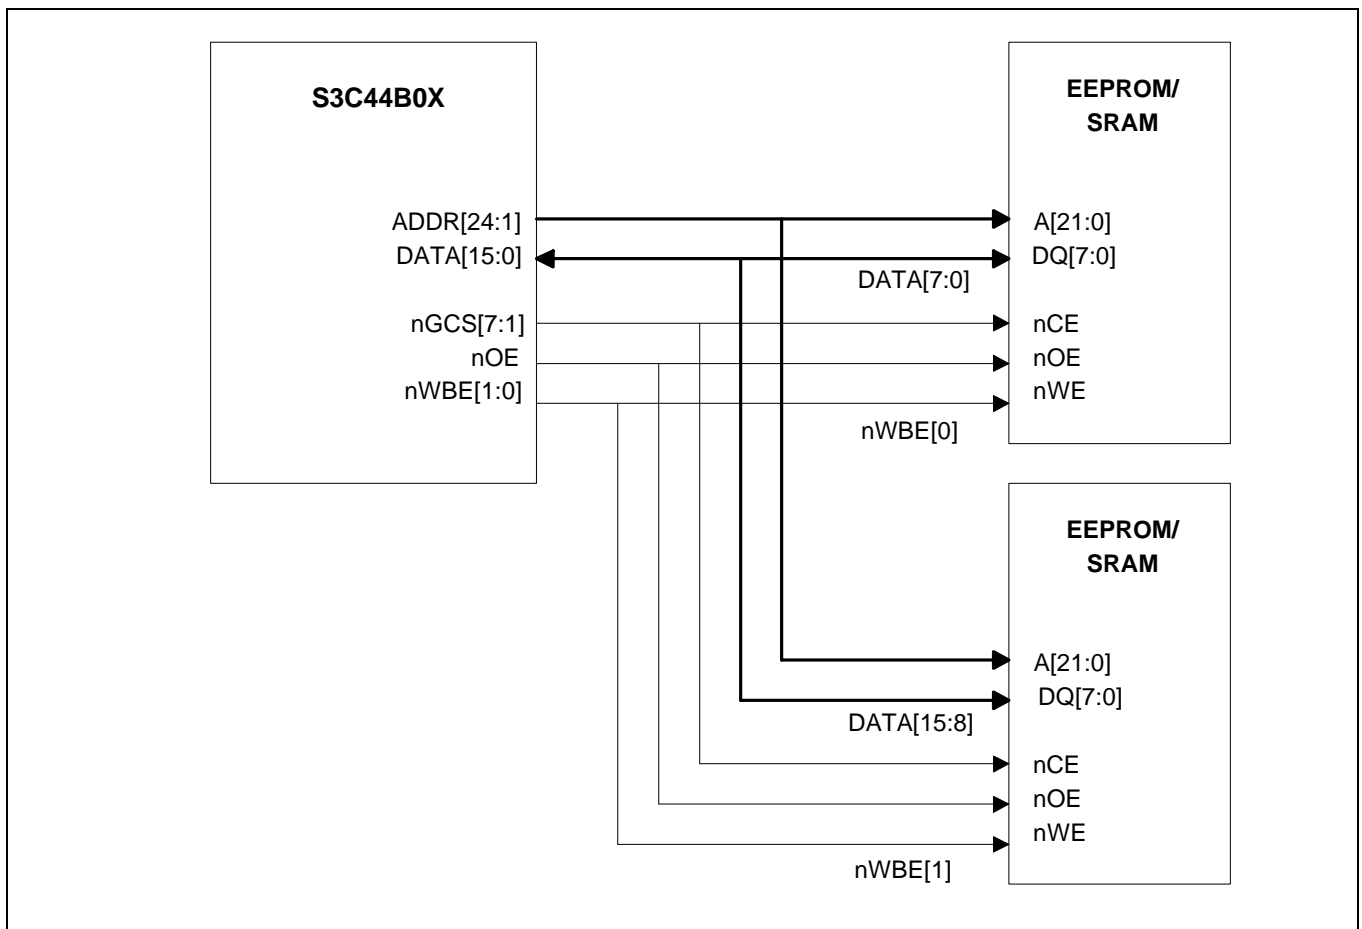 S3C44B0X
ADDR[24:1]
DATA[15:0]
nGCS[7:1]
nOE
nWBE[1:0]
DATA[7:0]
nWBE[0]
EEPROM/
SRAM
A[21:0]
DQ[7:0]
nCE
nOE
nWE
EEPROM/
SRAM
A[21:0]
DQ[7:0]
DATA[15:8]
nCE
nOE
nWE
nWBE[1]